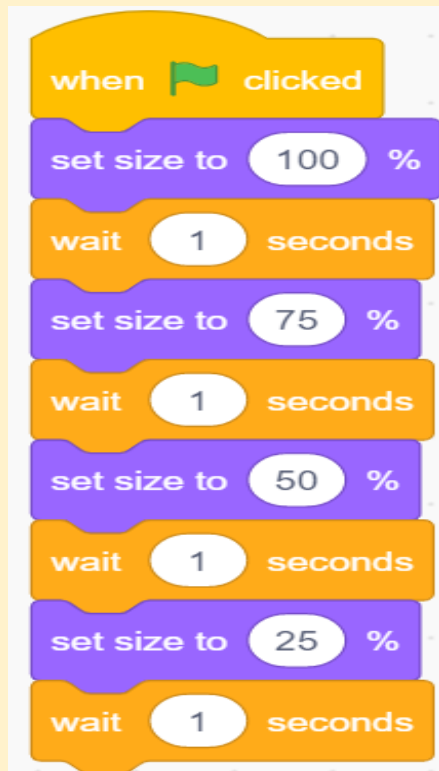 when clicked
set size to 100 %
wait 1 seconds
set size to 75 %
wait 1 seconds
set size to 50 %
wait 1 seconds
set size to 25 %
wait 1 seconds